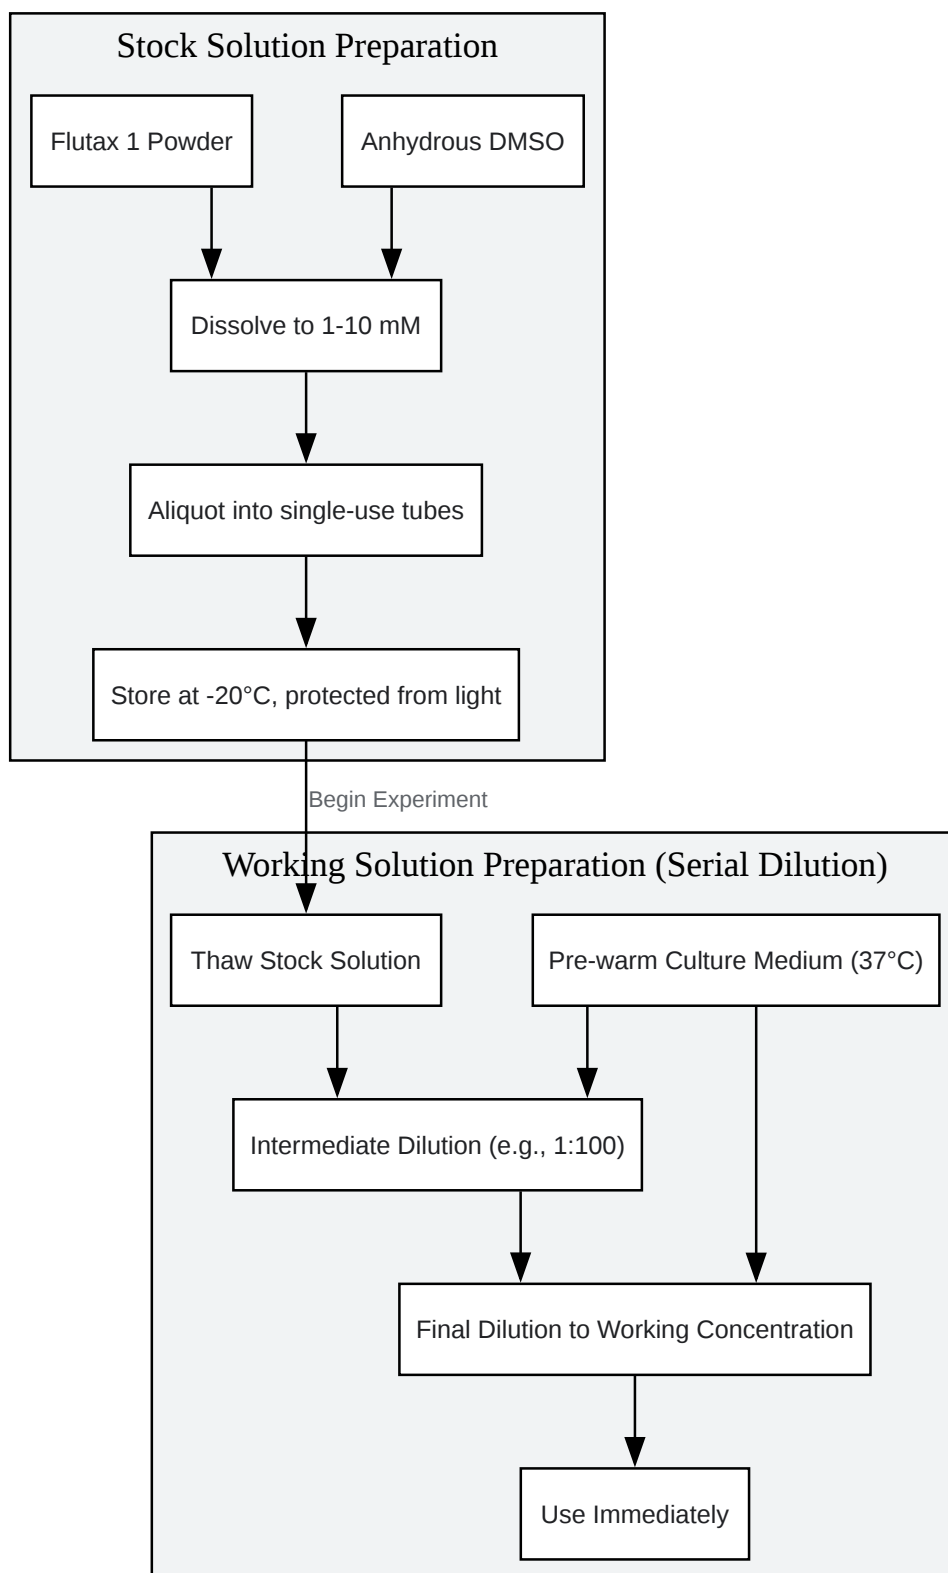 Stock Solution Preparation
Flutax 1 Powder
Anhydrous DMSO
Dissolve to 1-10 mM
Aliquot into single-use tubes
Store at -20°C, protected from light
Begin Experiment
Working Solution Preparation (Serial Dilution)
Thaw Stock Solution
Pre-warm Culture Medium (37°C)
Intermediate Dilution (e.g., 1:100)
Final Dilution to Working Concentration
Use Immediately